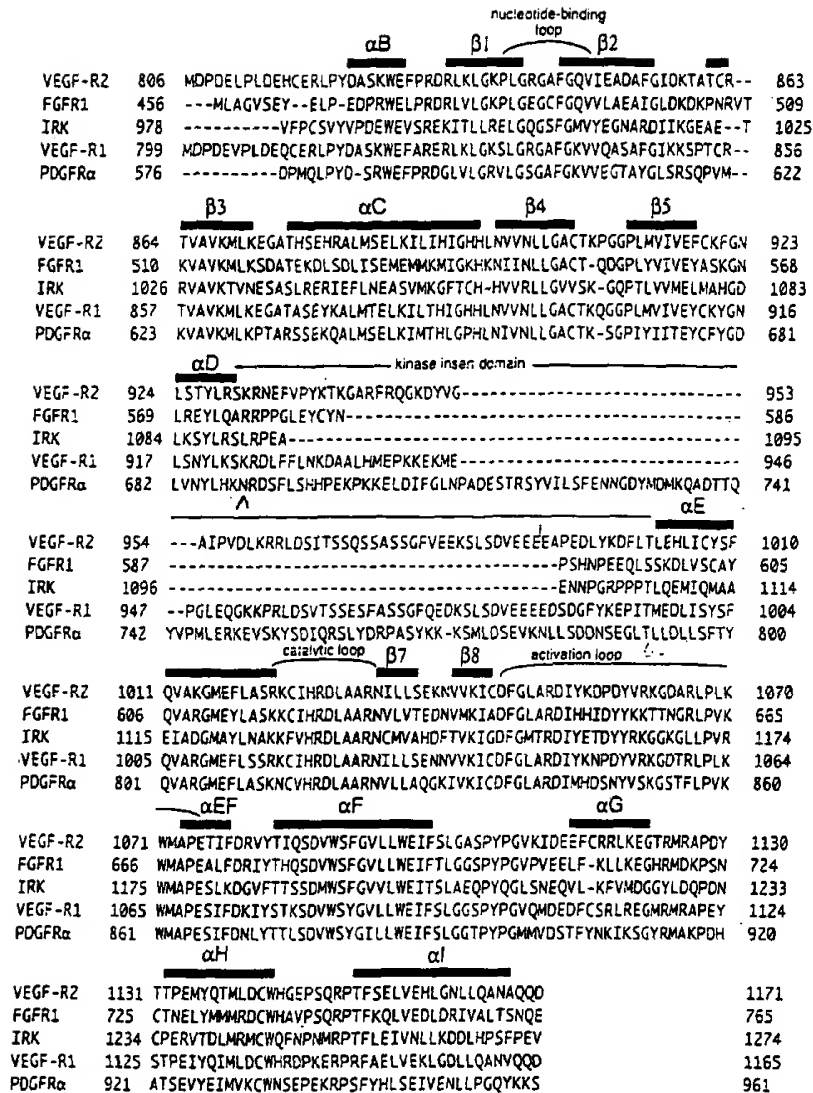 nucleotide-binding
loop
αB β1 β2
VEGF-R2 806 MDPDELPLDEHCERLPYDASKWEFPRDRLKLGKPLGRGAFGQVIEADAFGIDKTATCR-- 863
FGFR1 456 ---MLAGVSEY--ELP-EDPRWELPRDRLVLGKPLGEGCFGQVVLAEAIGLDKDKPNRVT 509
IRK 978 ----------VFPCSVYVPDEWEVSREKITLLRELGQGSFGMVYEGNARDIIKGEAE--T 1025
VEGF-R1 799 MDPDEVPLDEQCERLPYDASKWEFARERLKLGKSLGRGAFGKVVQASAFGIKKSPTCR-- 856
PDGFRα 576 ----------DPMQLPYD-SRWEFPRDGLVLGRVLGSGAFGKVVEGTAYGLSRSQPVM-- 622
β3 αC β4 β5
VEGF-R2 864 TVAVKMLKEGATHSEHRALMSELKILIHIGHHLNVVNLLGACTKPGGPLMVIVEFCKFGN 923
FGFR1 510 KVAVKMLKSDATEKDLSDLISEMEMMKMIGKHKNIINLLGACT-QDGPLYVIVEYASKGN 568
IRK 1026 RVAVKTVNESASLRERIEFLNEASVMKGFTCH-HVVRLLGVVSK-GQPTLVVMELMAHGD 1083
VEGF-R1 857 TVAVKMLKEGATASEYKALMTELKILTHIGHHLNVVNLLGACTKQGGPLMVIVEYCKYGN 916
PDGFRα 623 KVAVKMLKPTARSSEKQALMSELKIMTHLGPHLNIVNLLGACTK-SGPIYIITEYCFYGD 681
αD kinase insert domain
VEGF-R2 924 LSTYLRSKRNEFVPYKTKGARFRQGKDYVG------------------------------ 953
FGFR1 569 LREYLQARRPPGLEYCYN------------------------------------------ 586
IRK 1084 LKSYLRSLRPEA------------------------------------------------ 1095
VEGF-R1 917 LSNYLKSKRDLFFLNKDAALHMEPKKEKME------------------------------ 946
PDGFRα 682 LVNYLHKNRDSFLSHHPEKPKKELDIFGLNPADESTRSYVILSFENNGDYMDMKQADTTQ 741
αE
VEGF-R2 954 ---AIPVDLKRRLDSITSSQSSASSGFVEEKSLSDVEEEEAPEDLYKDFLTLEHLICYSF 1010
FGFR1 587 -----------------------------------------PSHNPEEQLSSKDLVSCAY 605
IRK 1096 -----------------------------------------ENNPGRPPPTLQEMIQMAA 1114
VEGF-R1 947 --PGLEQGKKPRLDSVTSSESFASSGFQEDKSLSDVEEEEDSDGFYKEPITMEDLISYSF 1004
PDGFRα 742 YVPMLERKEVSKYSDIQRSLYDRPASYKK-KSMLDSEVKNLLSDDNSEGLTLLDLLSFTY 800
catalytic loop β7 β8 activation loop
VEGF-R2 1011 QVAKGMEFLASRKCIHRDLAARNILLSEKNVVKICDFGLARDIYKDPDYVRKGDARLPLK 1070
FGFR1 606 QVARGMEYLASKKCIHRDLAARNVLVTEDNVMKIADFGLARDIHHIDYYKKTTNGRLPVK 665
IRK 1115 EIADGMAYLNAKKFVHRDLAARNCMVAHDFTVKIGDFGMTRDIYETDYYRKGGKGLLPVR 1174
VEGF-R1 1005 QVARGMEFLSSRKCIHRDLAARNILLSENNVVKICDFGLARDIYKNPDYVRKGDTRLPLK 1064
PDGFRα 801 QVARGMEFLASKNCVHRDLAARNVLLAQGKIVKICDFGLARDIMHDSNYVSKGSTFLPVK 860
αEF αF αG
VEGF-R2 1071 WMAPETIFDRVYTIQSDVWSFGVLLWEIFSLGASPYPGVKIDEEFCRRLKEGTRMRAPDY 1130
FGFR1 666 WMAPEALFDRIYTHQSDVWSFGVLLWEIFTLGGSPYPGVPVEELF-KLLKEGHRMDKPSN 724
IRK 1175 WMAPESLKDGVFTTSSDMWSFGVVLWEITSLAEQPYQGLSNEQVL-KFVMDGGYLDQPDN 1233
VEGF-R1 1065 WMAPESIFDKIYSTKSDVWSYGVLLWEIFSLGGSPYPGVQMDEDFCSRLREGMRMRAPEY 1124
PDGFRα 861 WMAPESIFDNLYTTLSDVWSYGILLWEIFSLGGTPYPGMMVDSTFYNKIKSGYRMAKPDH 920
αH αI
VEGF-R2 1131 TTPEMYQTMLDCWHGEPSQRPTFSELVEHLGNLLQANAQQD 1171
FGFR1 725 CTNELYMMMRDCWHAVPSQRPTFKQLVEDLDRIVALTSNQE 765
IRK 1234 CPERVTDLMRMCWQFNPNMRPTFLEIVNLLKDDLHPSFPEV 1274
VEGF-R1 1125 STPEIYQIMLDCWHRDPKERPRFAELVEKLGDLLQANVQQD 1165
PDGFRα 921 ATSEVYEIMVKCWNSEPEKRPSFYHLSEIVENLLPGQYKKS 961